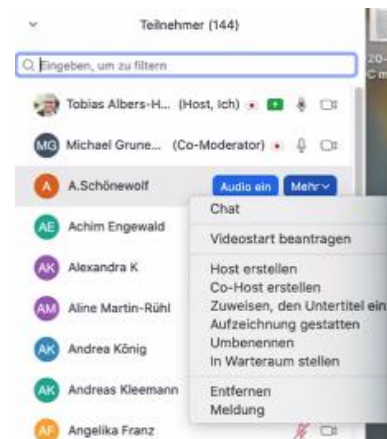 Teilnehmer (144)
Eingeben, um zu filtern
Tobias Albers-H... (Host, Ich)
MG Michael Grune... (Co-Moderator)
A A.Schönewolf Audio ein Mehr
Chat
AE Achim Engewald
Videostart beantragen
AK Alexandra K
Host erstellen
Co-Host erstellen
AM Aline Martin-Rühl
Zuweisen, den Untertitel ein
Aufzeichnung gestatten
Umbenennen
AK Andrea König
In Warteraum stellen
AK Andreas Kleemann
Entfernen
Meldung
AF Angelika Franz